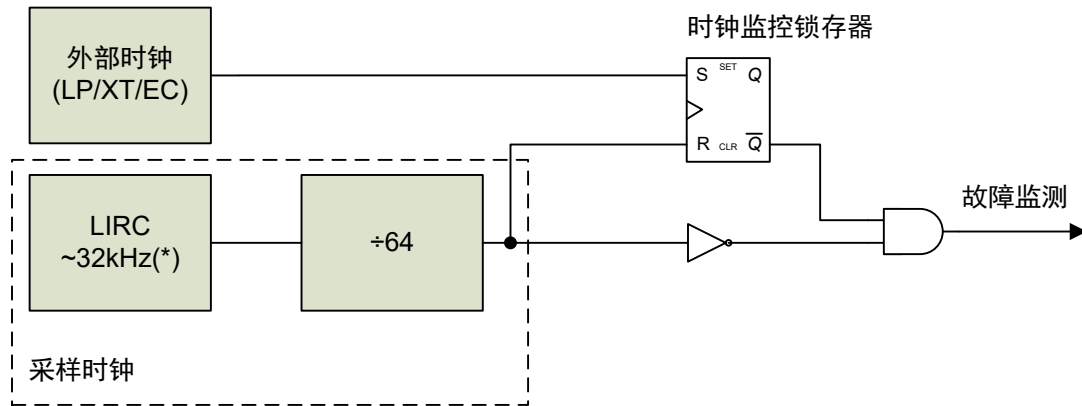 时钟监控锁存器
外部时钟
(LP/XT/EC)
S SET Q
R CLR Q̅
LIRC
~32kHz(*)
÷64
故障监测
采样时钟